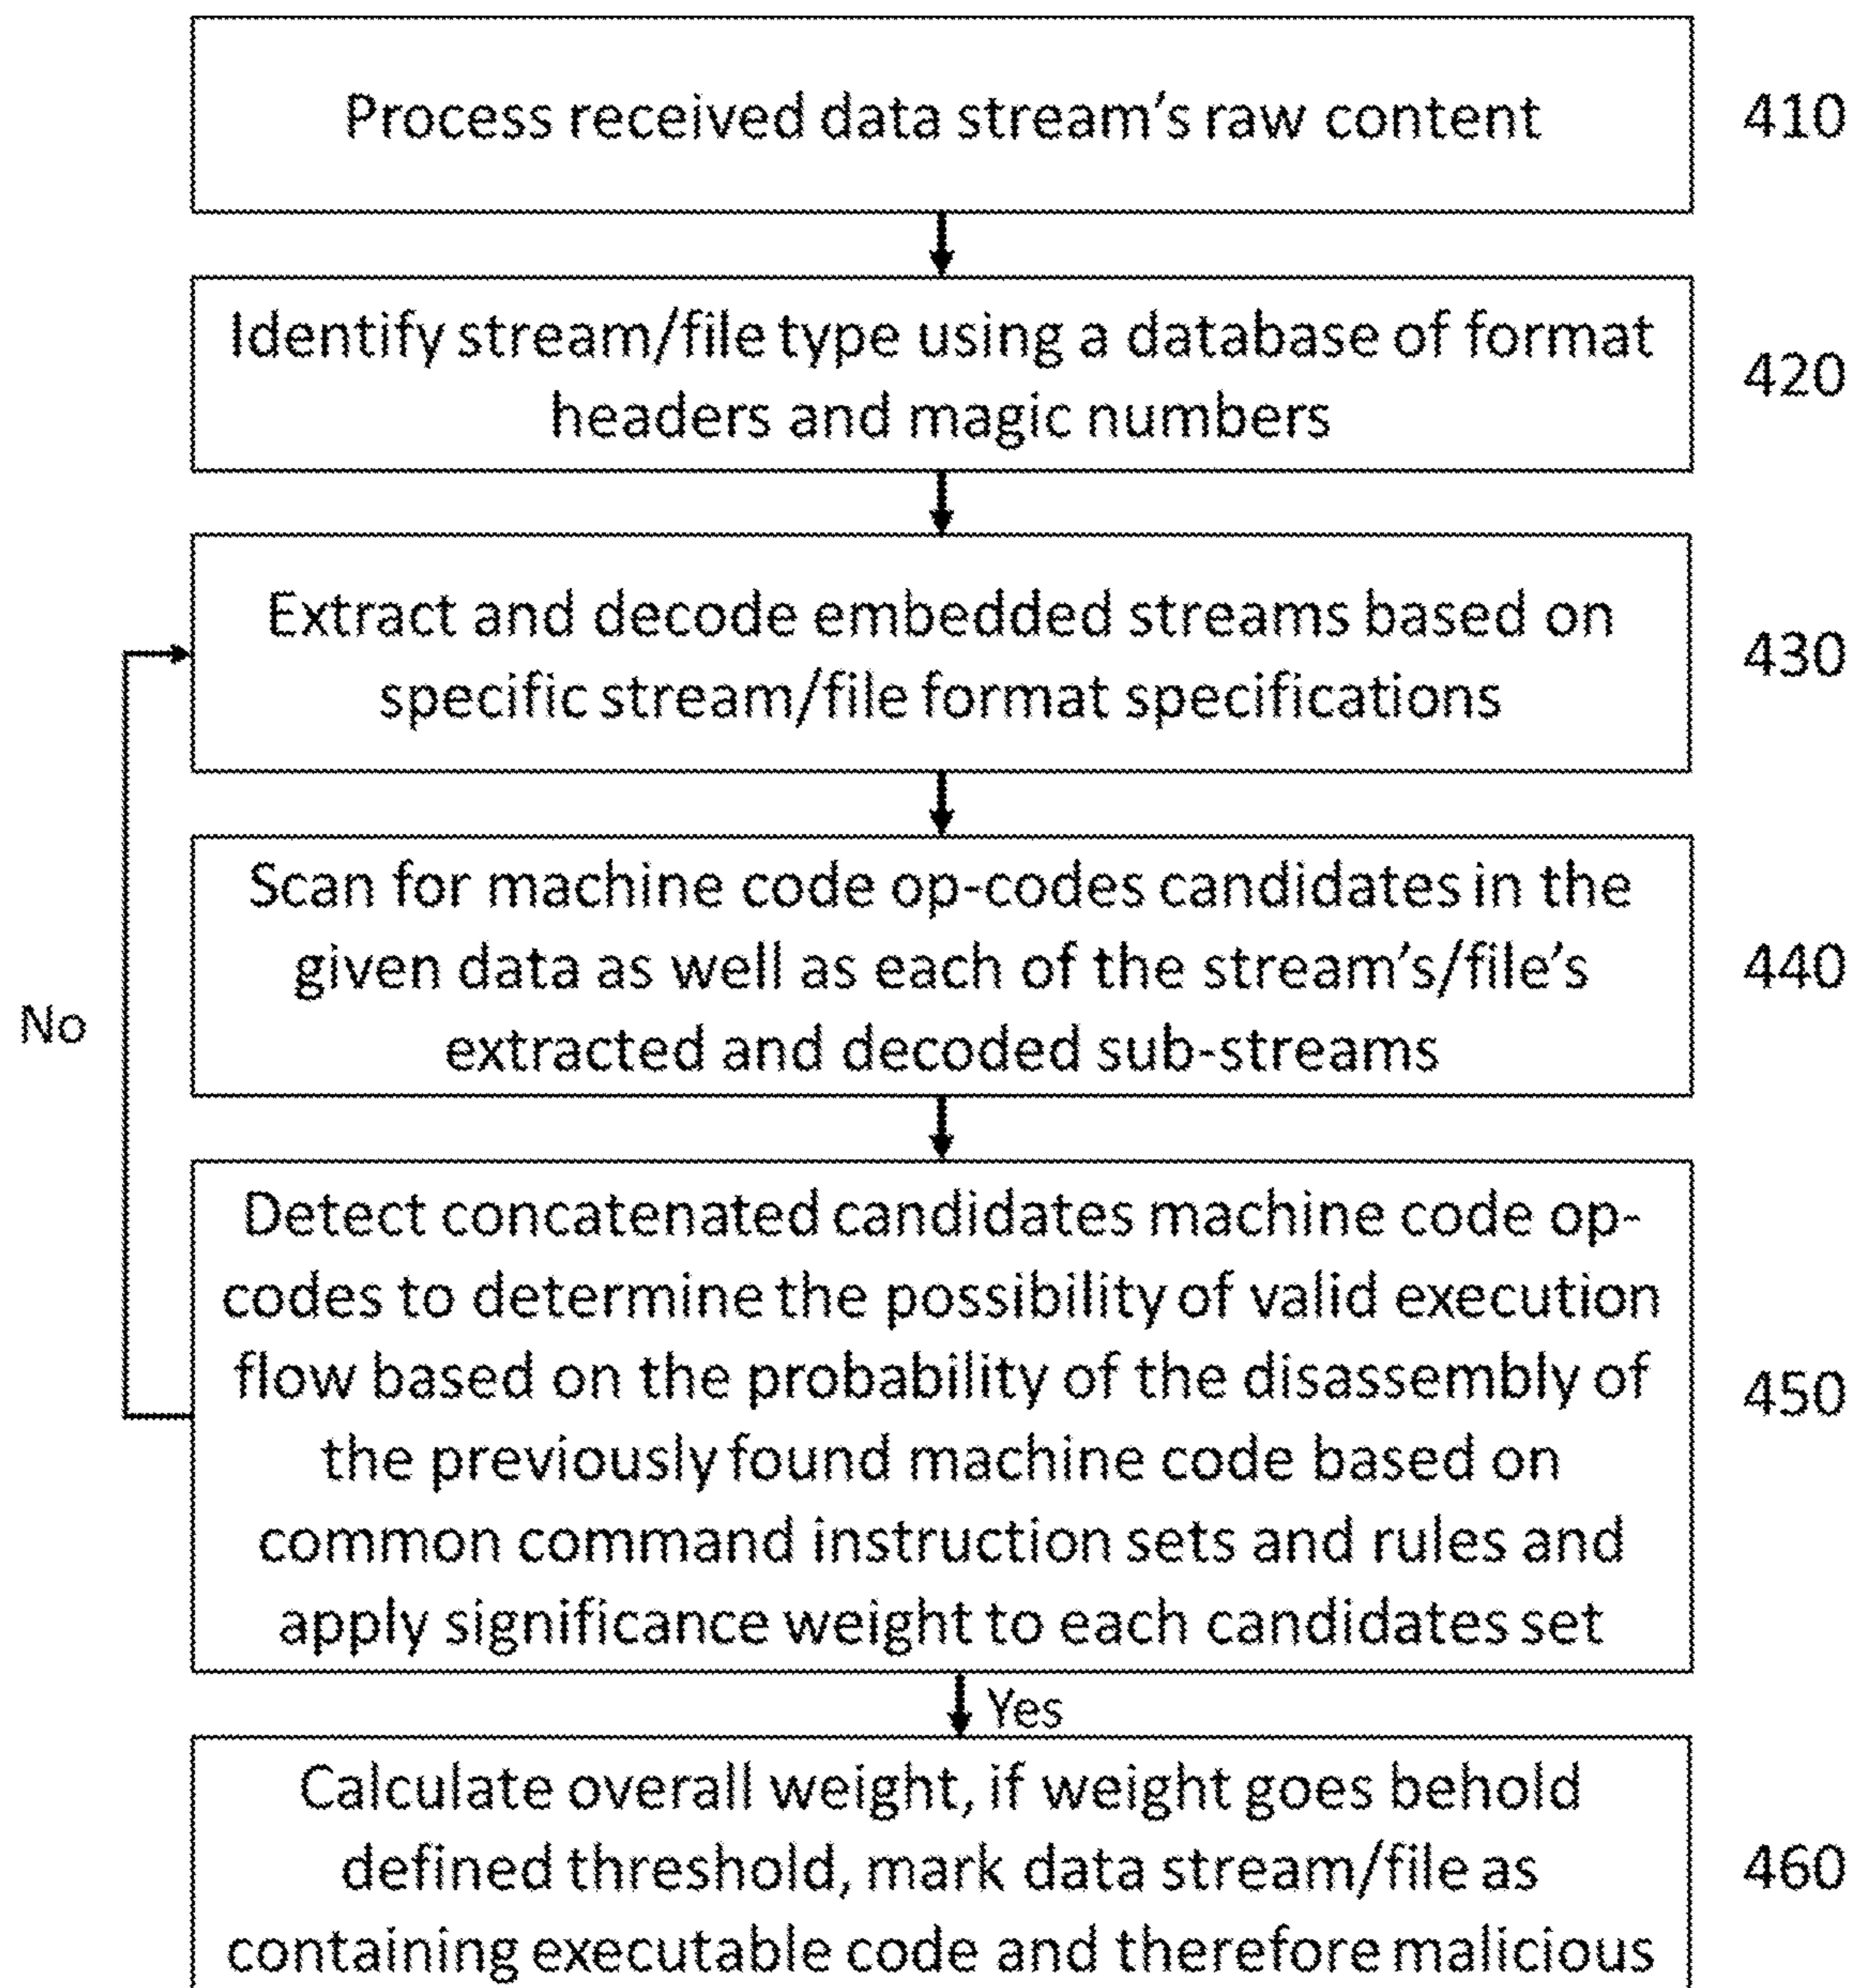 Process received data stream's raw content
410
Identify stream/file type using a database of format
headers and magic numbers
420
Extract and decode embedded streams based on
specific stream/file format specifications
430
Scan for machine code op-codes candidates in the
given data as well as each of the stream's/file's
extracted and decoded sub-streams
440
No
Detect concatenated candidates machine code op-
codes to determine the possibility of valid execution
flow based on the probability of the disassembly of
the previously found machine code based on
common command instruction sets and rules and
apply significance weight to each candidates set
450
Yes
Calculate overall weight, if weight goes behold
defined threshold, mark data stream/file as
containing executable code and therefore malicious
460